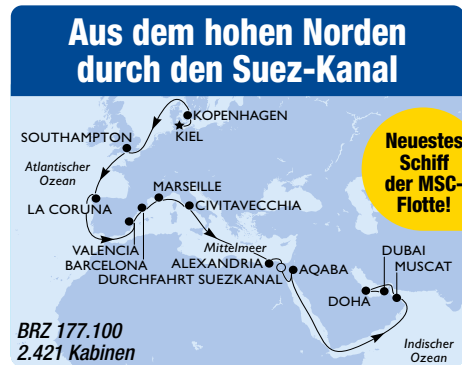 Aus dem hohen Norden
durch den Suez-Kanal
KOPENHAGEN
KIEL
SOUTHAMPTON
Neuestes
Schiff
der MSC-
Flotte!
Atlantischer
Ozean
MARSEILLE
LA CORUNA
CIVITAVECCHIA
VALENCIA
BARCELONA
Mittelmeer
ALEXANDRIA
DURCHFAHRT SUEZKANAL
AQABA
DUBAI
MUSCAT
DOHA
BRZ 177.100
2.421 Kabinen
Indischer
Ozean